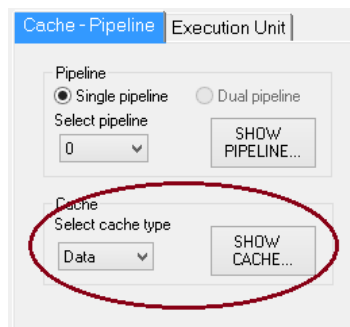 Cache - Pipeline Execution Unit
Pipeline
Single pipeline Dual pipeline
Select pipeline
0
SHOW
PIPELINE...
Cache
Select cache type
Data
SHOW
CACHE...